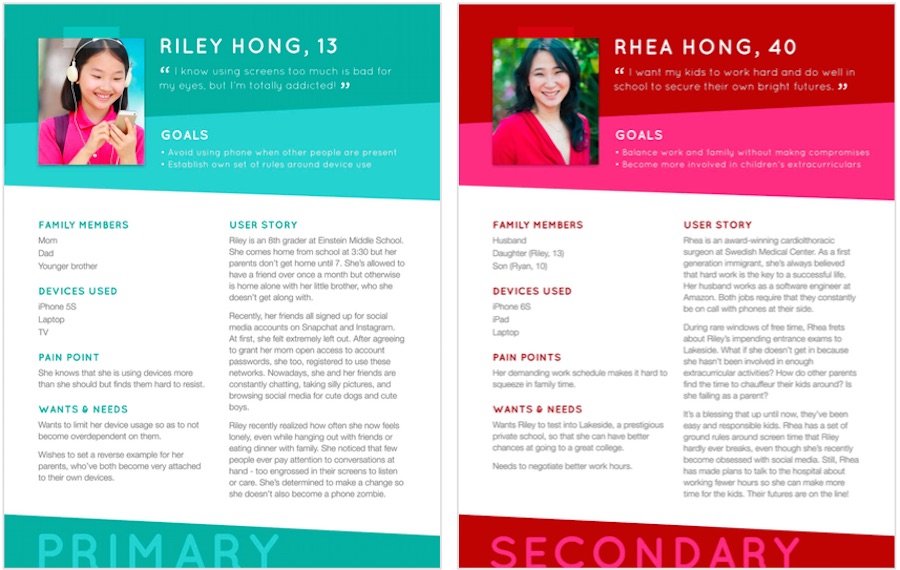 RILEY HONG, 13
“ I know using screens too much is bad for
my eyes, but I'm totally addicted! ”
GOALS
• Avoid using phone when other people are present
• Establish own set of rules around device use
FAMILY MEMBERS
Mom
Dad
Younger brother
DEVICES USED
iPhone 5S
Laptop
TV
PAIN POINT
She knows that she is using devices more
than she should but finds them hard to resist.
WANTS & NEEDS
Wants to limit her device usage so as to not
become overdependent on them.
Wishes to set a reverse example for her
parents, who've both become very attached
to their own devices.
USER STORY
Riley is an 8th grader at Einstein Middle School.
She comes home from school at 3:30 but her
parents don't get home until 7. She's allowed to
have a friend over once a month but otherwise
is home alone with her little brother, who she
doesn't get along with.
Recently, her friends all signed up for social
media accounts on Snapchat and Instagram.
At first, she felt extremely left out. After agreeing
to grant her mom open access to account
passwords, she too, registered to use these
networks. Nowadays, she and her friends are
constantly chatting, taking silly pictures, and
browsing social media for cute dogs and cute
boys.
Riley recently realized how often she now feels
lonely, even while hanging out with friends or
eating dinner with family. She noticed that few
people ever pay attention to conversations at
hand - too engrossed in their screens to listen
or care. She's determined to make a change so
she doesn't also become a phone zombie.
PRIMARY
RHEA HONG, 40
“ I want my kids to work hard and do well in
school to secure their own bright futures. ”
GOALS
• Balance work and family without makng compromises
• Become more involved in children's extracurriculars
FAMILY MEMBERS
Husband
Daughter (Riley, 13)
Son (Ryan, 10)
DEVICES USED
iPhone 6S
iPad
Laptop
PAIN POINTS
Her demanding work schedule makes it hard to
squeeze in family time.
WANTS & NEEDS
Wants Riley to test into Lakeside, a prestigious
private school, so that she can have better
chances at going to a great college.
Needs to negotiate better work hours.
USER STORY
Rhea is an award-winning cardiolthoracic
surgeon at Swedish Medical Center. As a first
generation immigrant, she's always believed
that hard work is the key to a successful life.
Her husband works as a software engineer at
Amazon. Both jobs require that they constantly
be on call with phones at their side.
During rare windows of free time, Rhea frets
about Riley's impending entrance exams to
Lakeside. What if she doesn't get in because
she hasn't been involved in enough
extracurricular activities? How do other parents
find the time to chauffeur their kids around? Is
she failing as a parent?
It's a blessing that up until now, they've been
easy and responsible kids. Rhea has a set of
ground rules around screen time that Riley
hardly ever breaks, even though she's recently
become obsessed with social media. Still, Rhea
has made plans to talk to the hospital about
working fewer hours so she can make more
time for the kids. Their futures are on the line!
SECONDARY